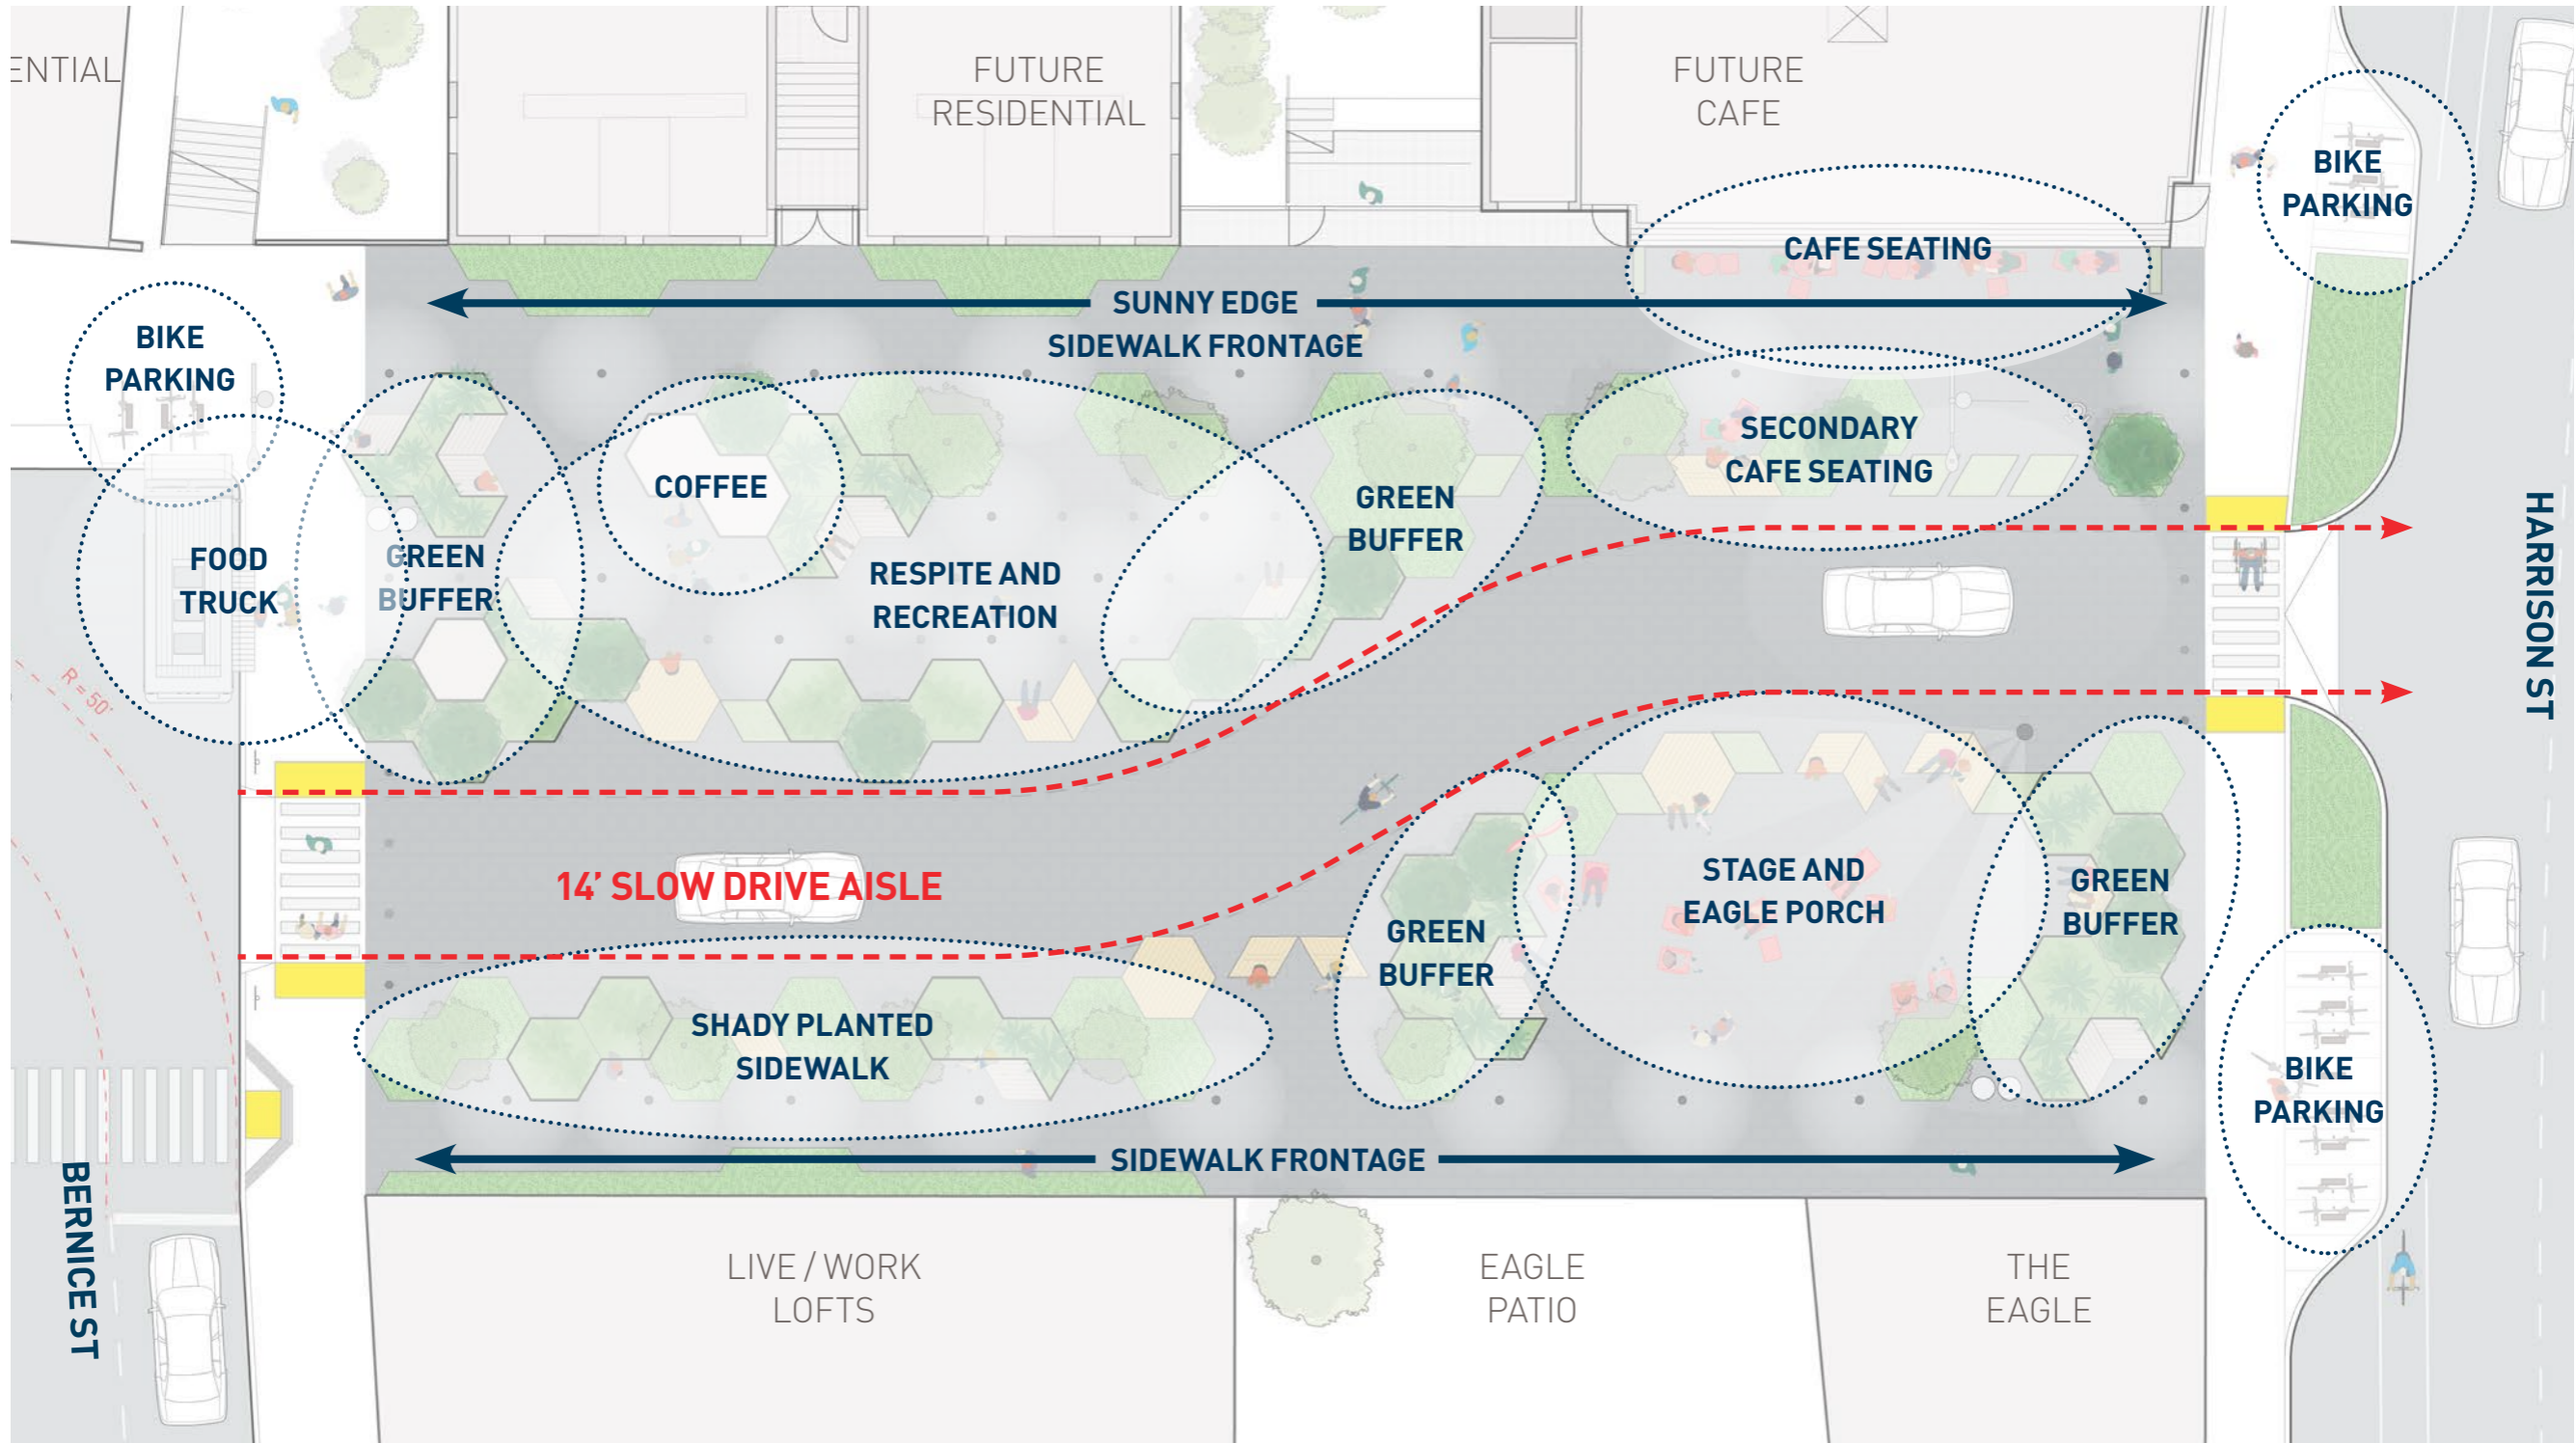 ENTIAL
FUTURE
RESIDENTIAL
FUTURE
CAFE
BIKE
PARKING
CAFE SEATING
SUNNY EDGE
SIDEWALK FRONTAGE
BIKE
PARKING
SECONDARY
CAFE SEATING
COFFEE
GREEN
BUFFER
FOOD
TRUCK
GREEN
BUFFER
RESPITE AND
RECREATION
HARRISON ST
R = 50'
14’ SLOW DRIVE AISLE
STAGE AND
EAGLE PORCH
GREEN
BUFFER
GREEN
BUFFER
SHADY PLANTED
SIDEWALK
BIKE
PARKING
SIDEWALK FRONTAGE
BERNICE ST
LIVE / WORK
LOFTS
EAGLE
PATIO
THE
EAGLE